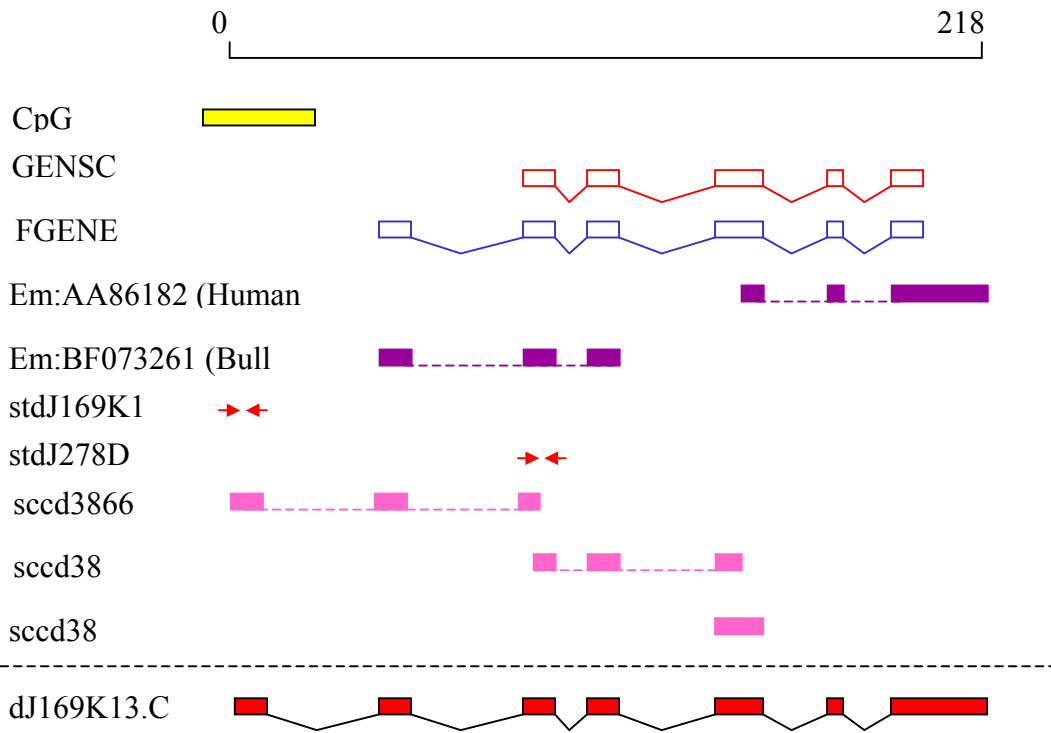 0 218
CpG
GENSC
FGENE
Em:AA86182 (Human
Em:BF073261 (Bull
stdJ169K1
stdJ278D
sccd3866
sccd38
sccd38
dJ169K13.C